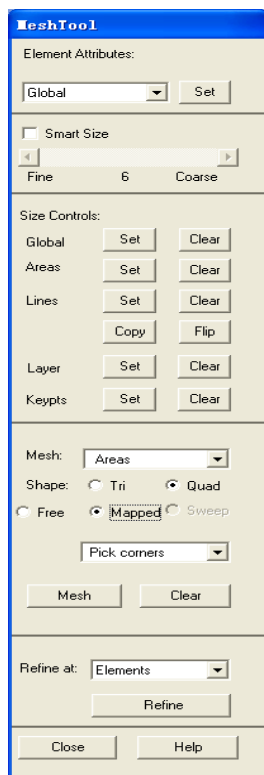 MeshTool
Element Attributes:
Global Set
Smart Size
Fine 6 Coarse
Size Controls:
Global Set Clear
Areas Set Clear
Lines Set Clear
Copy Flip
Layer Set Clear
Keypts Set Clear
Mesh: Areas
Shape: Tri Quad
Free Mapped Sweep
Pick corners
Mesh Clear
Refine at: Elements
Refine
Close Help